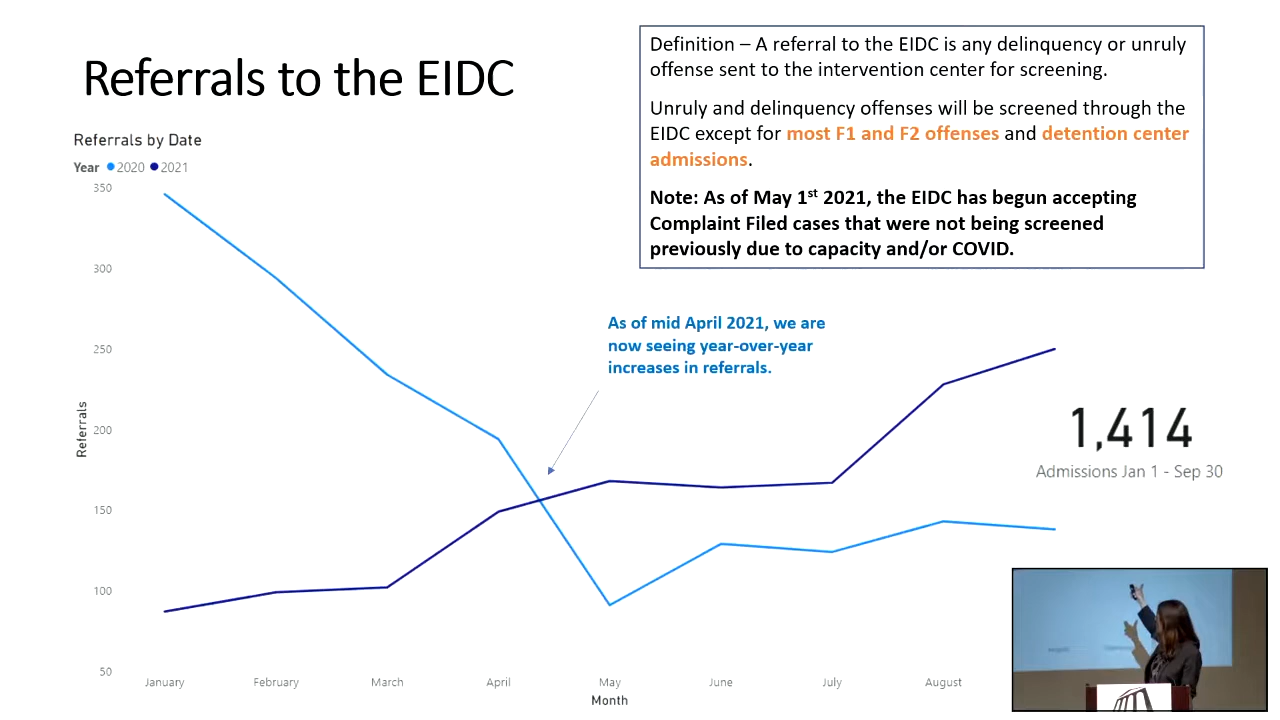 Referrals to the EIDC
Definition – A referral to the EIDC is any delinquency or unruly
offense sent to the intervention center for screening.
Unruly and delinquency offenses will be screened through the
EIDC except for most F1 and F2 offenses and detention center
admissions.
Note: As of May 1st 2021, the EIDC has begun accepting
Complaint Filed cases that were not being screened
previously due to capacity and/or COVID.
Referrals by Date
Year 2020 2021
350
300
250
200
150
100
50
Referrals
As of mid April 2021, we are
now seeing year-over-year
increases in referrals.
1,414
Admissions Jan 1 - Sep 30
January February March April May June July August
Month